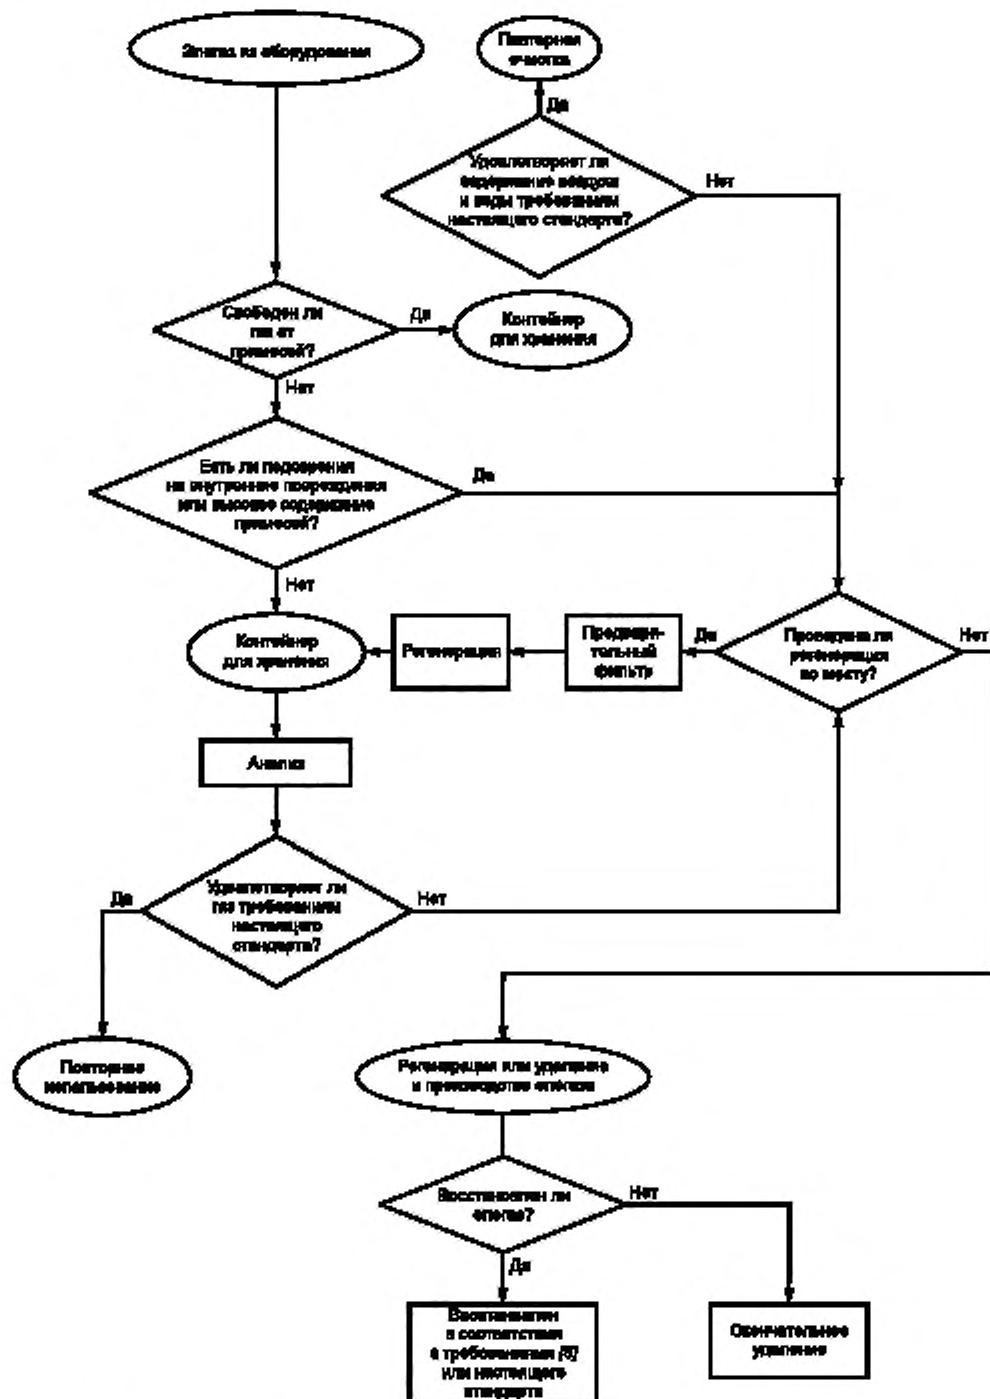 Элегаз из оборудования
Повторная
очистка
Да
Удовлетворяет ли
содержание воздуха
и воды требованиям
настоящего стандарта?
Нет
Свободен ли
газ от
примесей?
Да
Контейнер
для хранения
Нет
Есть ли подозрения
на внутренние повреждения
или высокое содержание
примесей?
Да
Нет
Контейнер
для хранения
Регенерация
Предвари-
тельный
фильтр
Да
Проведена ли
регенерация
по месту?
Нет
Анализ
Да
Удовлетворяет ли
газ требованиям
настоящего
стандарта?
Нет
Повторное
использование
Регенерация или удаление
и производство элегаза
Восстановлен ли
элегаз?
Нет
Да
Восстановлен
в соответствии
с требованиями
или настоящего
стандарта
Окончательное
удаление